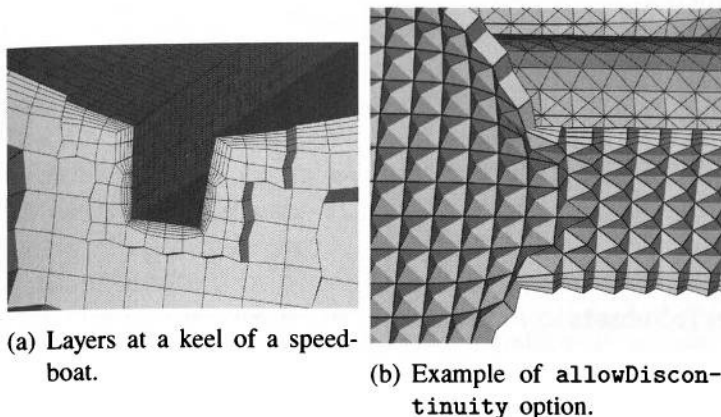 (a) Layers at a keel of a speed-
boat.
(b) Example of allowDiscon-
tinuity option.